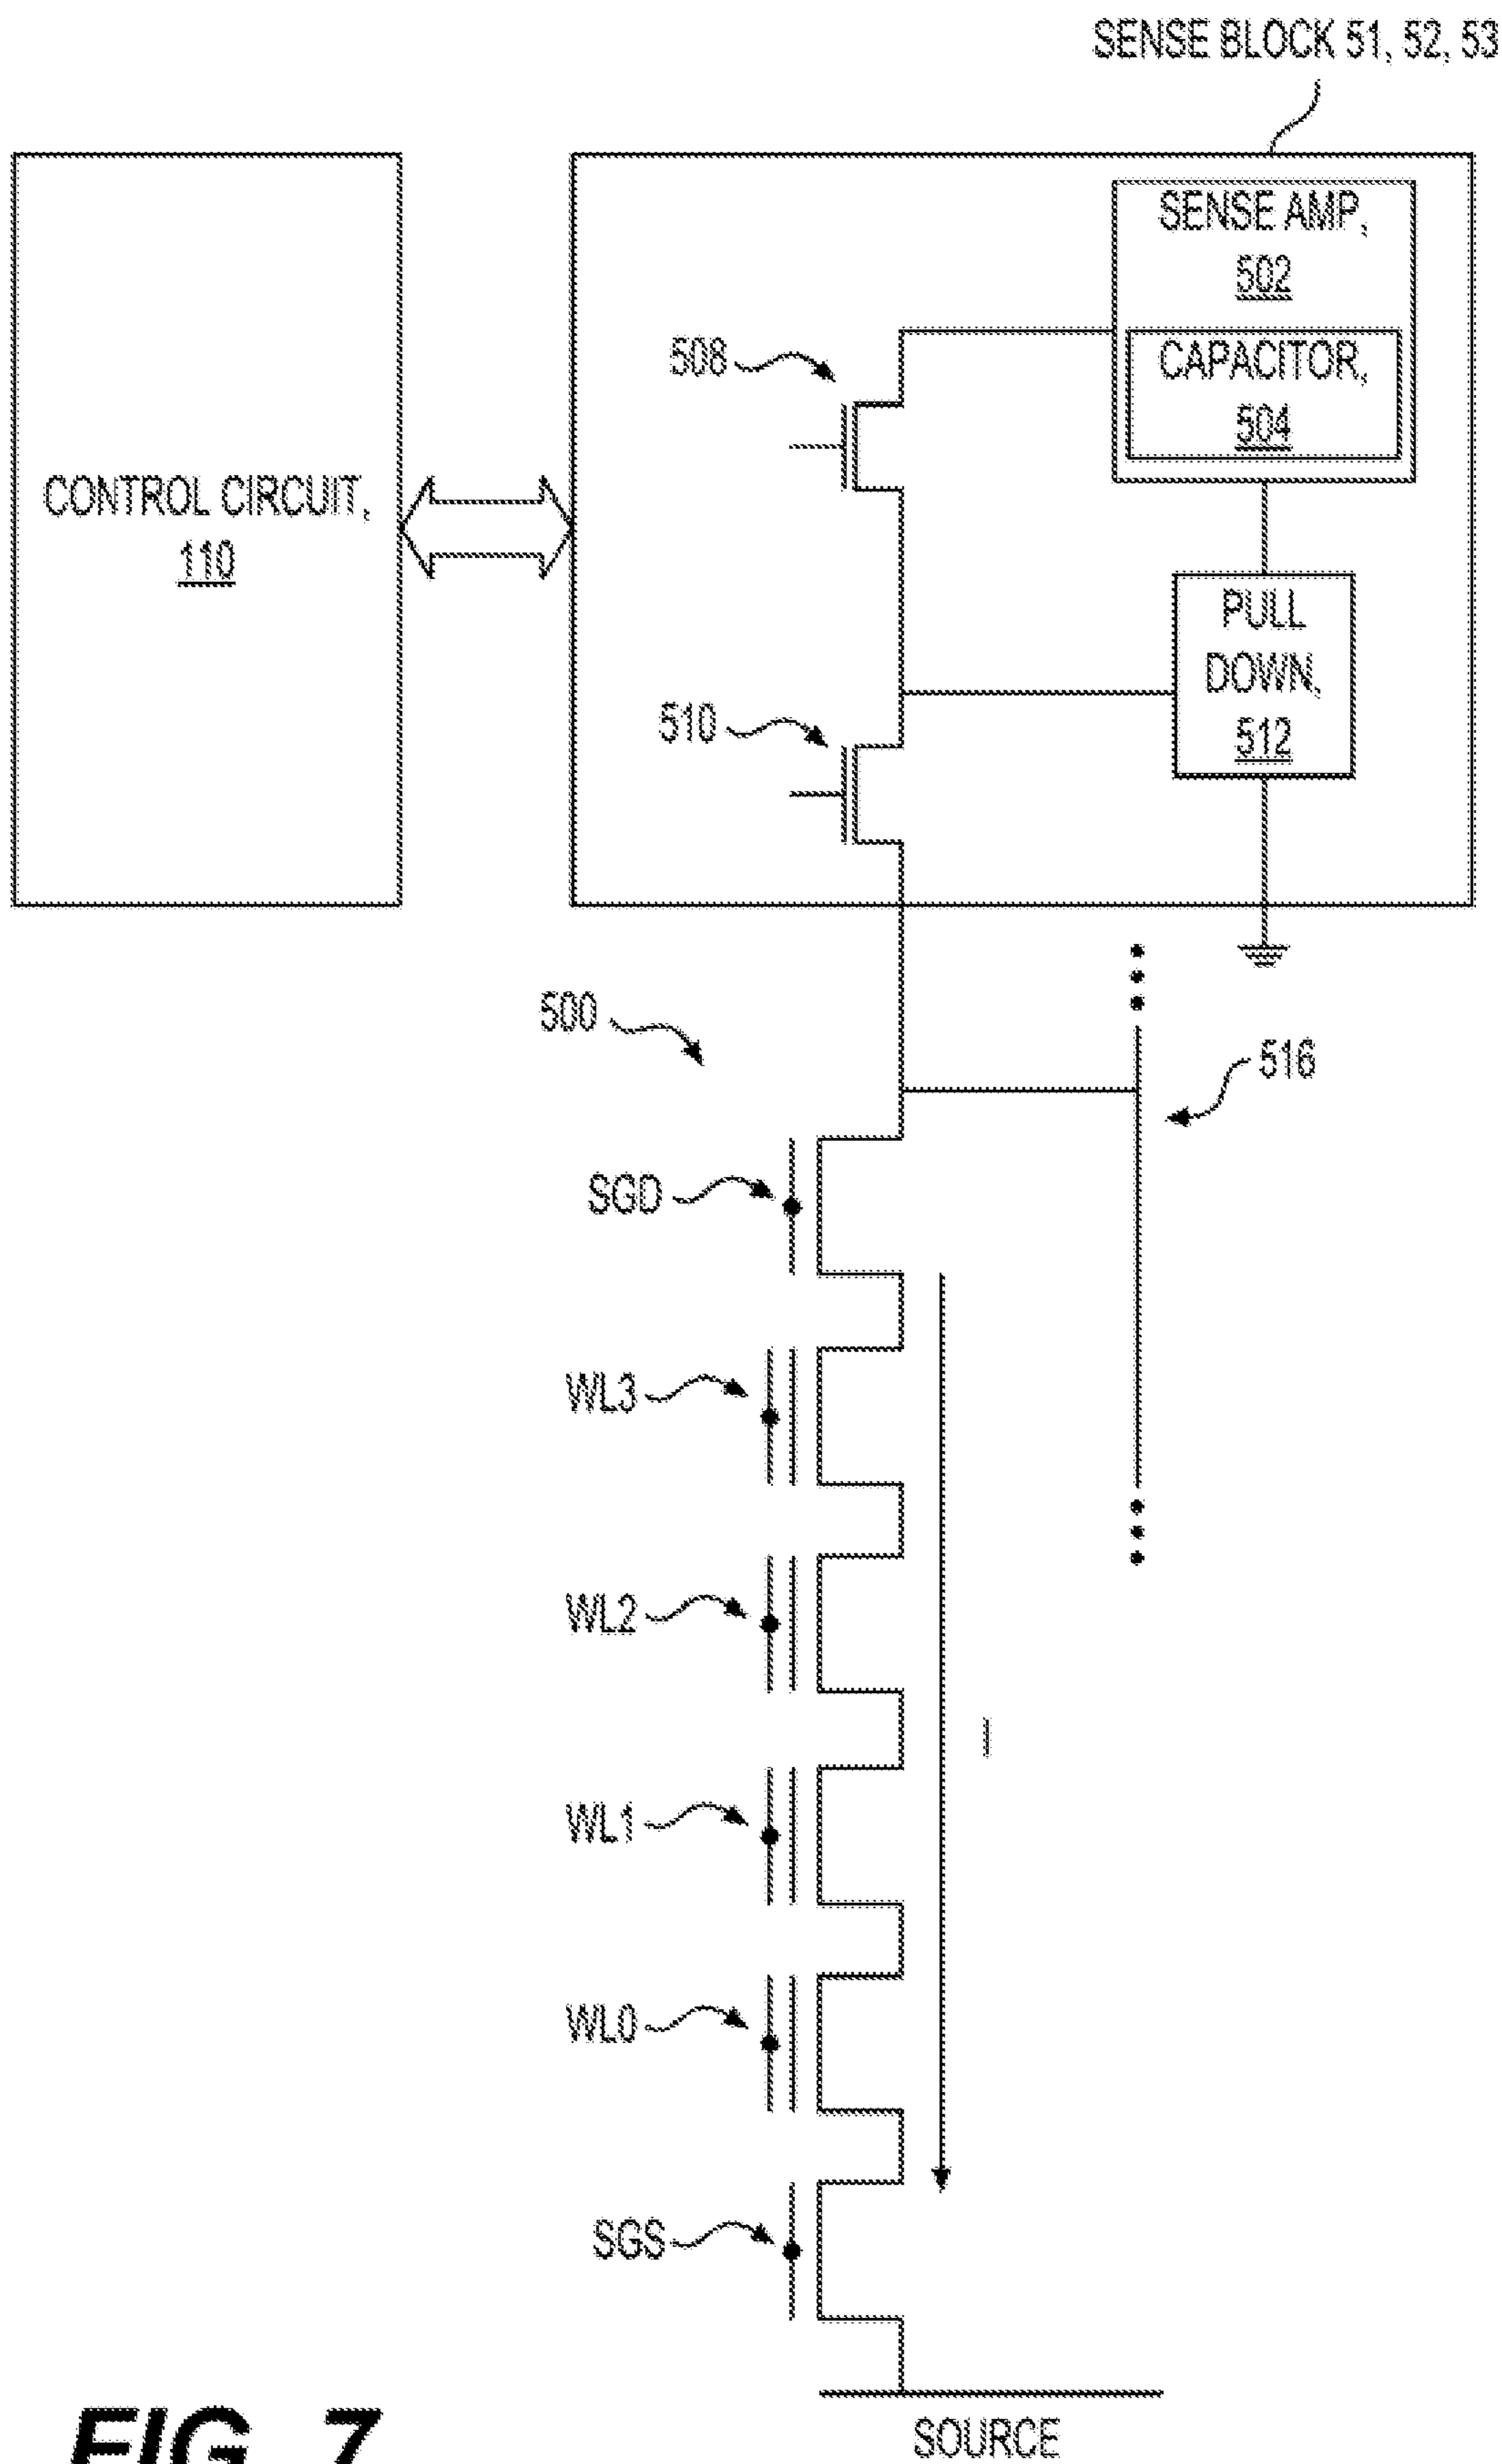 SENSE BLOCK 51, 52, 53
SENSE AMP,
502
CAPACITOR,
504
508
CONTROL CIRCUIT,
110
PULL
DOWN,
512
510
500
516
SGD
WL3
WL2
I
WL1
WL0
SGS
SOURCE
FIG. 7